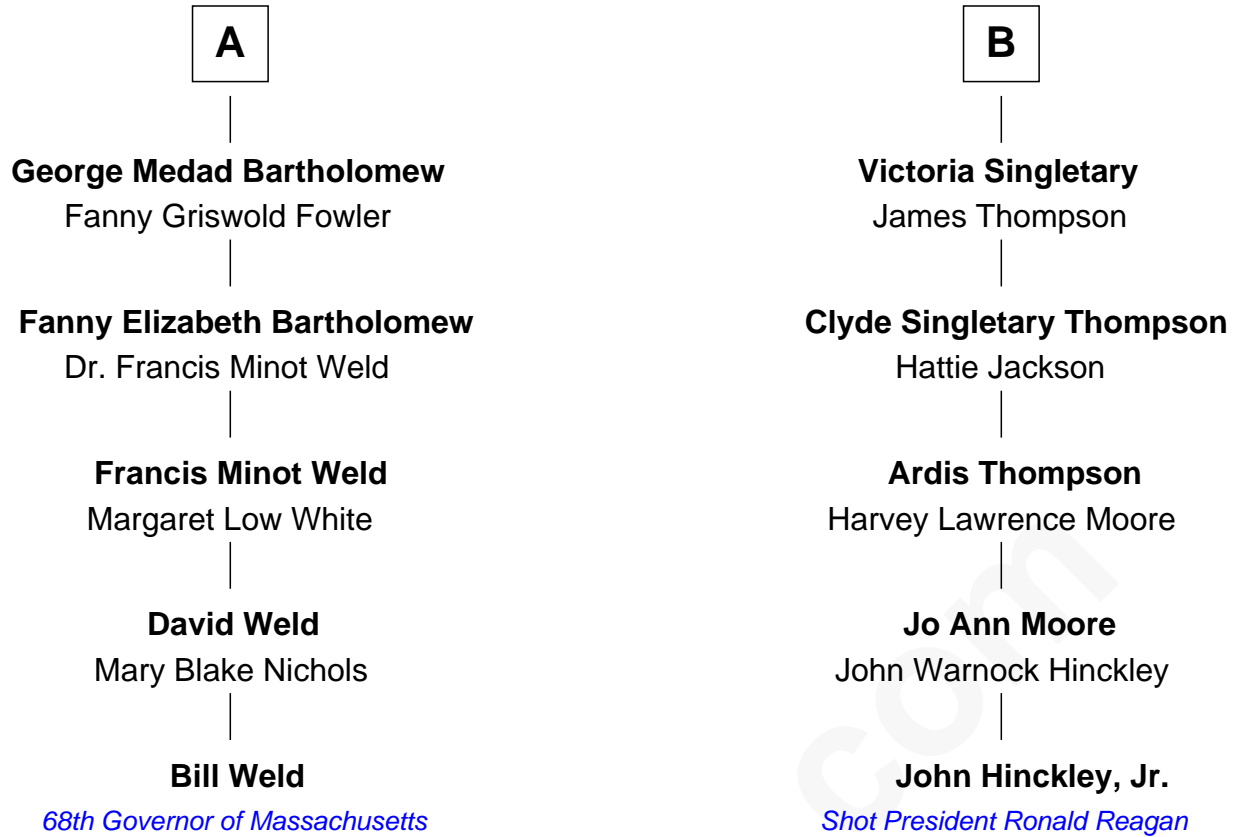 A
George Medad Bartholomew
Fanny Griswold Fowler
Fanny Elizabeth Bartholomew
Dr. Francis Minot Weld
Francis Minot Weld
Margaret Low White
David Weld
Mary Blake Nichols
Bill Weld
68th Governor of Massachusetts
B
Victoria Singletary
James Thompson
Clyde Singletary Thompson
Hattie Jackson
Ardis Thompson
Harvey Lawrence Moore
Jo Ann Moore
John Warnock Hinckley
John Hinckley, Jr.
Shot President Ronald Reagan
com